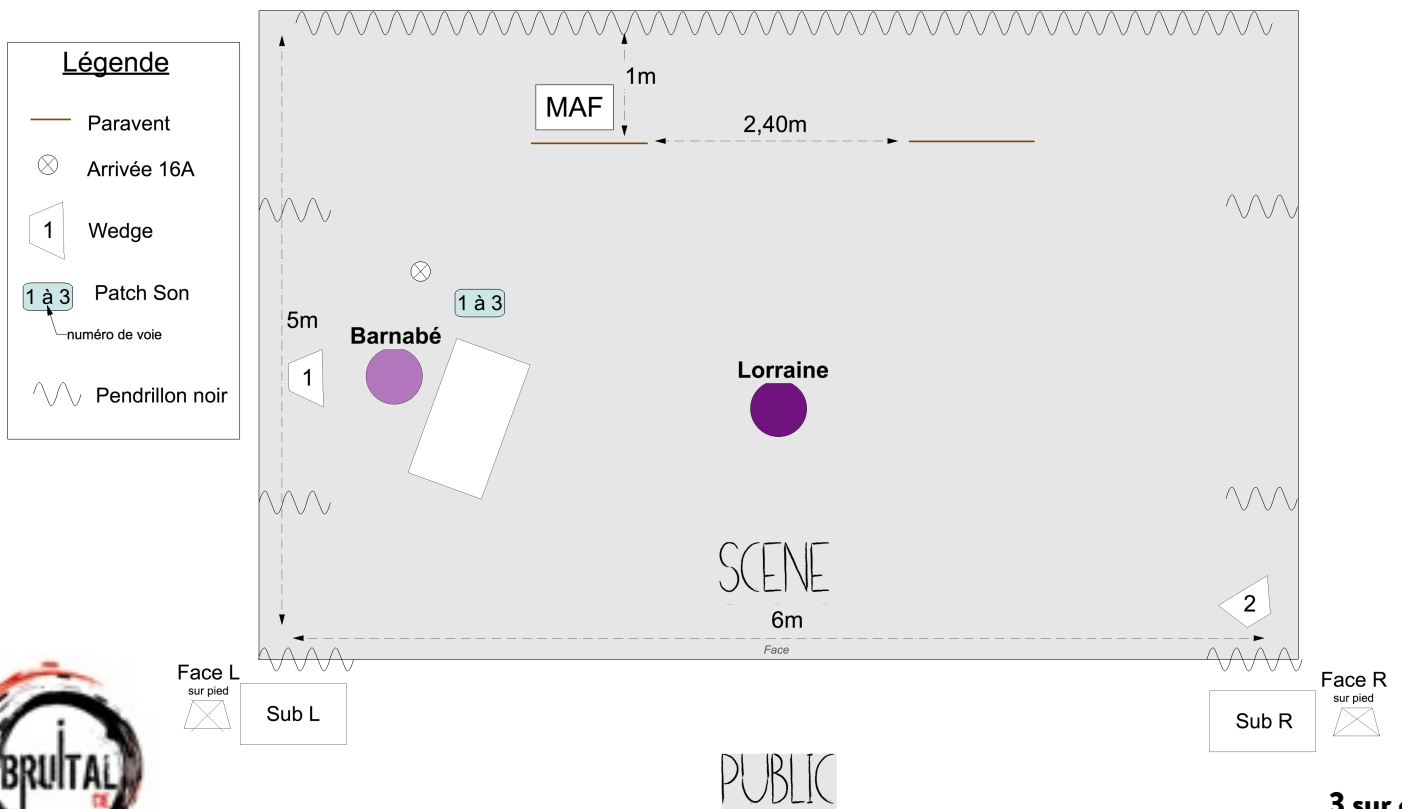 Légende
Paravent
Arrivée 16A
1
Wedge
1 à 3
Patch Son
numéro de voie
Pendrillon noir
1m
MAF
2,40m
1 à 3
5m
Barnabé
1
Lorraine
SCENE
2
6m
Face
Face L
sur pied
Sub L
Face R
sur pied
Sub R
BRUITAL
CIE
PUBLIC
3 sur